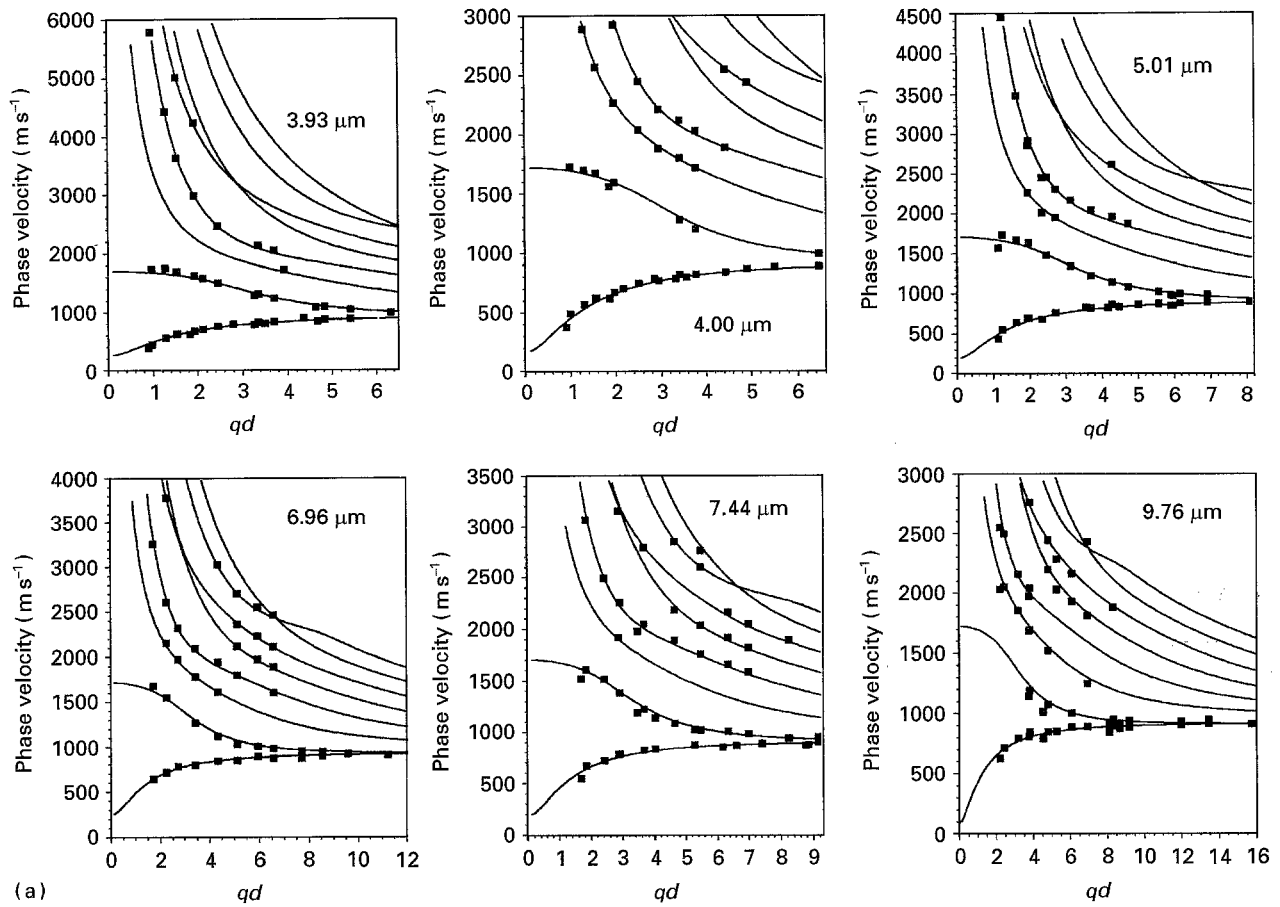 6000
5000
4000
3000
2000
1000
0
Phase velocity (m s⁻¹)
3.93 μm
0 1 2 3 4 5 6
qd
3000
2500
2000
1500
1000
500
0
Phase velocity (m s⁻¹)
4.00 μm
0 1 2 3 4 5 6
qd
4500
4000
3500
3000
2500
2000
1500
1000
500
0
Phase velocity (m s⁻¹)
5.01 μm
0 1 2 3 4 5 6 7 8
qd
4000
3500
3000
2500
2000
1500
1000
500
0
Phase velocity (m s⁻¹)
6.96 μm
0 2 4 6 8 10 12
qd
3500
3000
3500
2000
1500
1000
500
0
Phase velocity (m s⁻¹)
7.44 μm
0 1 2 3 4 5 6 7 8 9
qd
3000
2500
2000
1500
1000
500
0
Phase velocity (m s⁻¹)
9.76 μm
0 2 4 6 8 10 12 14 16
qd
(a)